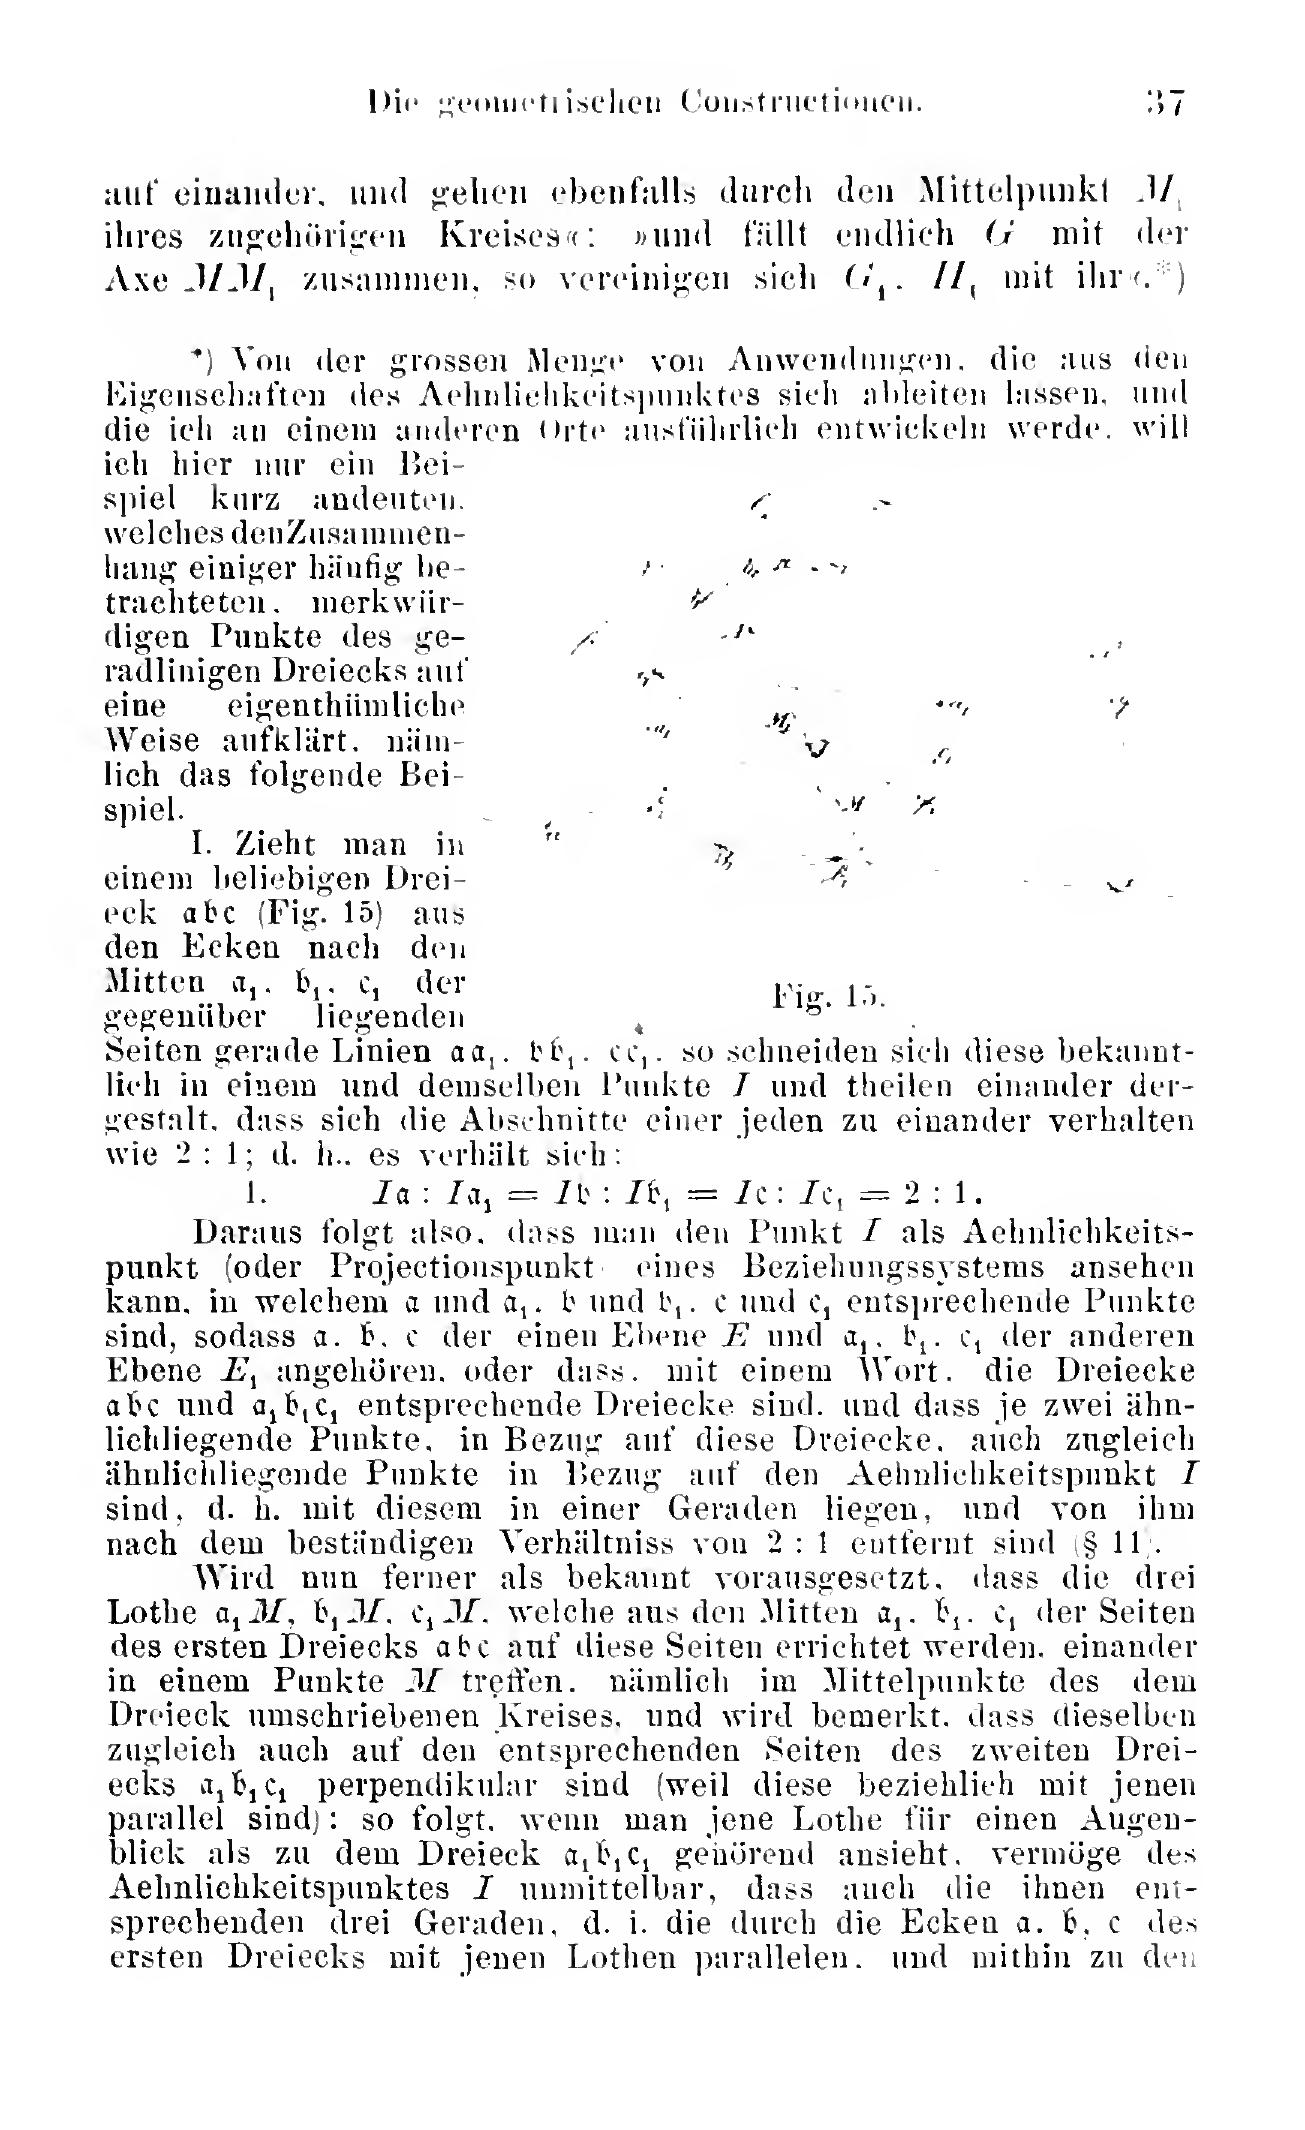 Die geometrischen Constructionen. 37
auf einander, und gehen ebenfalls durch den Mittelpunkt M₁
ihres zugehörigen Kreises«: »und fällt endlich G mit der
Axe MM₁ zusammen, so vereinigen sich G₁, H₁ mit ihr«.*)
*) Von der grossen Menge von Anwendungen, die aus den
Eigenschaften des Aehnlichkeitspunktes sich ableiten lassen, und
die ich an einem anderen Orte ausführlich entwickeln werde, will
ich hier nur ein Bei-
spiel kurz andeuten,
welches den Zusammen-
hang einiger häufig be-
trachteten, merkwür-
digen Punkte des ge-
radlinigen Dreiecks auf
eine eigenthümliche
Weise aufklärt, näm-
lich das folgende Bei-
spiel.
I. Zieht man in
einem beliebigen Drei-
eck abc (Fig. 15) aus
den Ecken nach den
Mitten a₁, b₁, c₁ der
gegenüber liegenden
Fig. 15.
Seiten gerade Linien aa₁, bb₁, cc₁, so schneiden sich diese bekannt-
lich in einem und demselben Punkte I und theilen einander der-
gestalt, dass sich die Abschnitte einer jeden zu einander verhalten
wie 2 : 1; d. h., es verhält sich:
1. Ia : Ia₁ = Ib : Ib₁ = Ic : Ic₁ = 2 : 1.
Daraus folgt also, dass man den Punkt I als Aehnlichkeits-
punkt (oder Projectionspunkt) eines Beziehungssystems ansehen
kann, in welchem a und a₁, b und b₁, c und c₁ entsprechende Punkte
sind, sodass a, b, c der einen Ebene E und a₁, b₁, c₁ der anderen
Ebene E₁ angehören, oder dass, mit einem Wort, die Dreiecke
abc und a₁b₁c₁ entsprechende Dreiecke sind, und dass je zwei ähn-
lichliegende Punkte, in Bezug auf diese Dreiecke, auch zugleich
ähnlichliegende Punkte in Bezug auf den Aehnlichkeitspunkt I
sind, d. h. mit diesem in einer Geraden liegen, und von ihm
nach dem beständigen Verhältniss von 2 : 1 entfernt sind (§ 11).
Wird nun ferner als bekannt vorausgesetzt, dass die drei
Lothe a₁M, b₁M, c₁M, welche aus den Mitten a₁, b₁, c₁ der Seiten
des ersten Dreiecks abc auf diese Seiten errichtet werden, einander
in einem Punkte M treffen, nämlich im Mittelpunkte des dem
Dreieck umschriebenen Kreises, und wird bemerkt, dass dieselben
zugleich auch auf den entsprechenden Seiten des zweiten Drei-
ecks a₁b₁c₁ perpendikular sind (weil diese beziehlich mit jenen
parallel sind): so folgt, wenn man jene Lothe für einen Augen-
blick als zu dem Dreieck a₁b₁c₁ gehörend ansieht, vermöge des
Aehnlichkeitspunktes I unmittelbar, dass auch die ihnen ent-
sprechenden drei Geraden, d. i. die durch die Ecken a, b, c des
ersten Dreiecks mit jenen Lothen parallelen, und mithin zu den